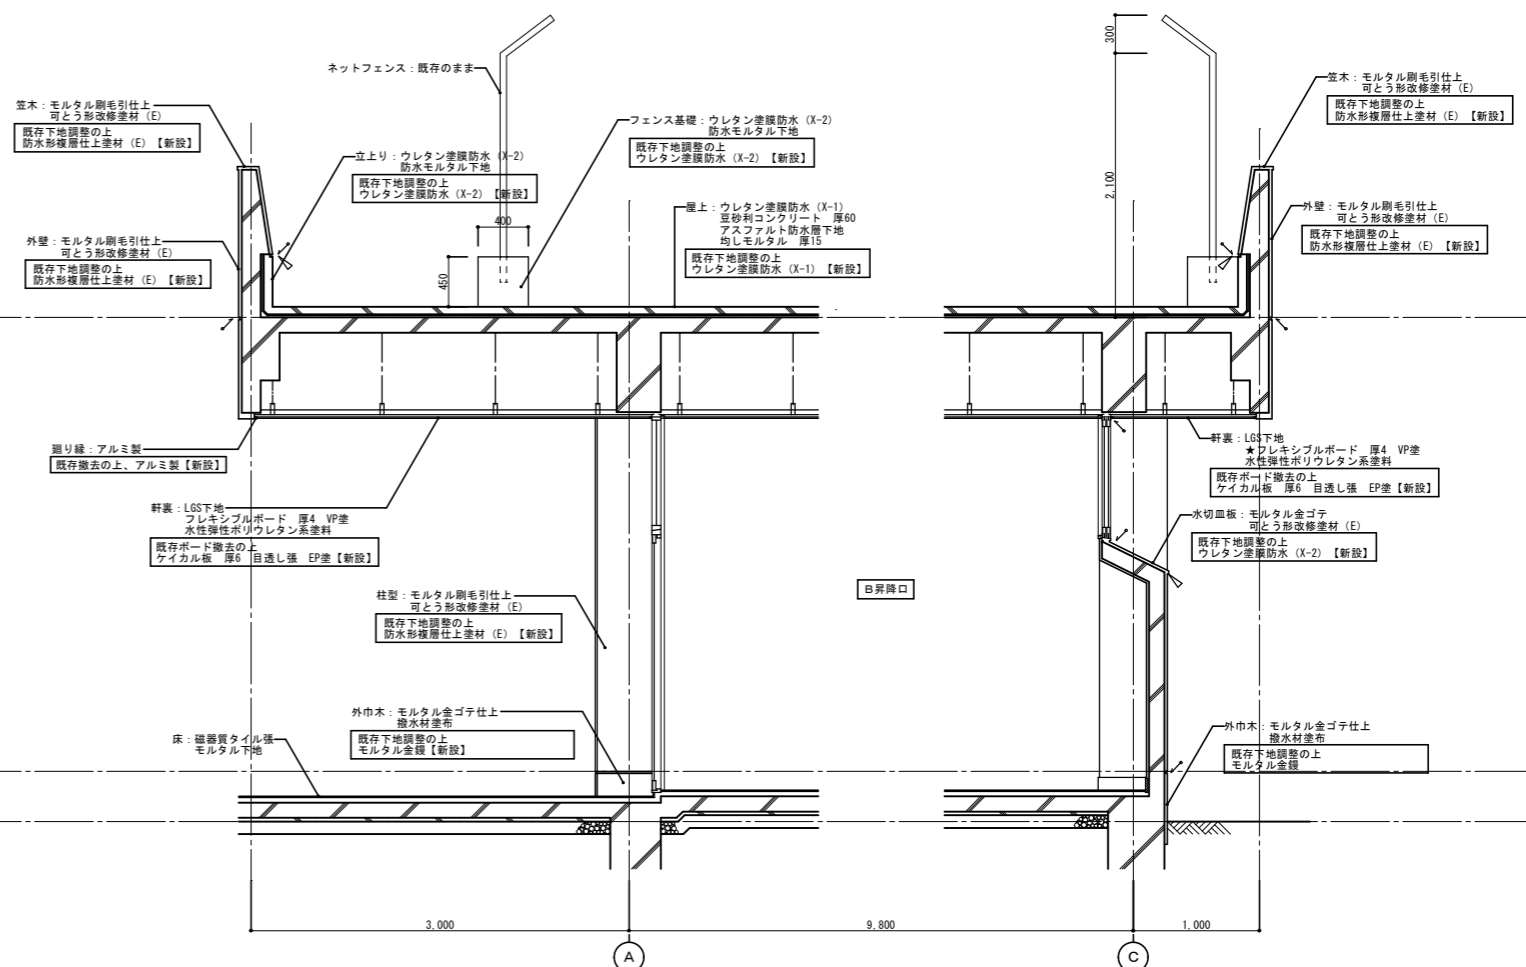 300
2,100
ネットフェンス：既存のまま
笠木：モルタル刷毛引仕上
可とう形改修塗材（E）
既存下地調整の上
防水形複層仕上塗材（E）【新設】
立上り：ウレタン塗膜防水（X-2）
防水モルタル下地
既存下地調整の上
ウレタン塗膜防水（X-2）【新設】
フェンス基礎：ウレタン塗膜防水（X-2）
防水モルタル下地
既存下地調整の上
ウレタン塗膜防水（X-2）【新設】
屋上：ウレタン塗膜防水（X-1）
豆砂利コンクリート　厚60
アスファルト防水層下地
均しモルタル　厚15
既存下地調整の上
ウレタン塗膜防水（X-1）【新設】
400
450
外壁：モルタル刷毛引仕上
可とう形改修塗材（E）
既存下地調整の上
防水形複層仕上塗材（E）【新設】
笠木：モルタル刷毛引仕上
可とう形改修塗材（E）
既存下地調整の上
防水形複層仕上塗材（E）【新設】
外壁：モルタル刷毛引仕上
可とう形改修塗材（E）
既存下地調整の上
防水形複層仕上塗材（E）【新設】
廻り縁：アルミ製
既存撤去の上、アルミ製【新設】
軒裏：LGS下地
フレキシブルボード　厚4　VP塗
水性弾性ポリウレタン系塗料
既存ボード撤去の上
ケイカル板　厚6　目透し張　EP塗【新設】
軒裏：LGS下地
★フレキシブルボード　厚4　VP塗
水性弾性ポリウレタン系塗料
既存ボード撤去の上
ケイカル板　厚6　目透し張　EP塗【新設】
水切皿板：モルタル金ゴテ
可とう形改修塗材（E）
既存下地調整の上
ウレタン塗膜防水（X-2）【新設】
B昇降口
柱型：モルタル刷毛引仕上
可とう形改修塗材（E）
既存下地調整の上
防水形複層仕上塗材（E）【新設】
外巾木：モルタル金ゴテ仕上
撥水材塗布
既存下地調整の上
モルタル金鏝【新設】
床：磁器質タイル張
モルタル下地
外巾木：モルタル金ゴテ仕上
撥水材塗布
既存下地調整の上
モルタル金鏝
3,000
9,800
1,000
A
C